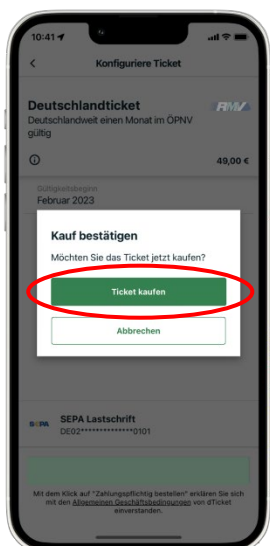 10:41
Konfiguriere Ticket
Deutschlandticket
RMV
Deutschlandweit einen Monat im ÖPNV
gültig
49,00 €
Gültigkeitsbeginn
Februar 2023
Kauf bestätigen
Möchten Sie das Ticket jetzt kaufen?
Ticket kaufen
Abbrechen
SEPA
SEPA Lastschrift
DE02**************0101
Mit dem Klick auf "Zahlungspflichtig bestellen" erklären Sie sich
mit den Allgemeinen Geschäftsbedingungen von dTicket
einverstanden.